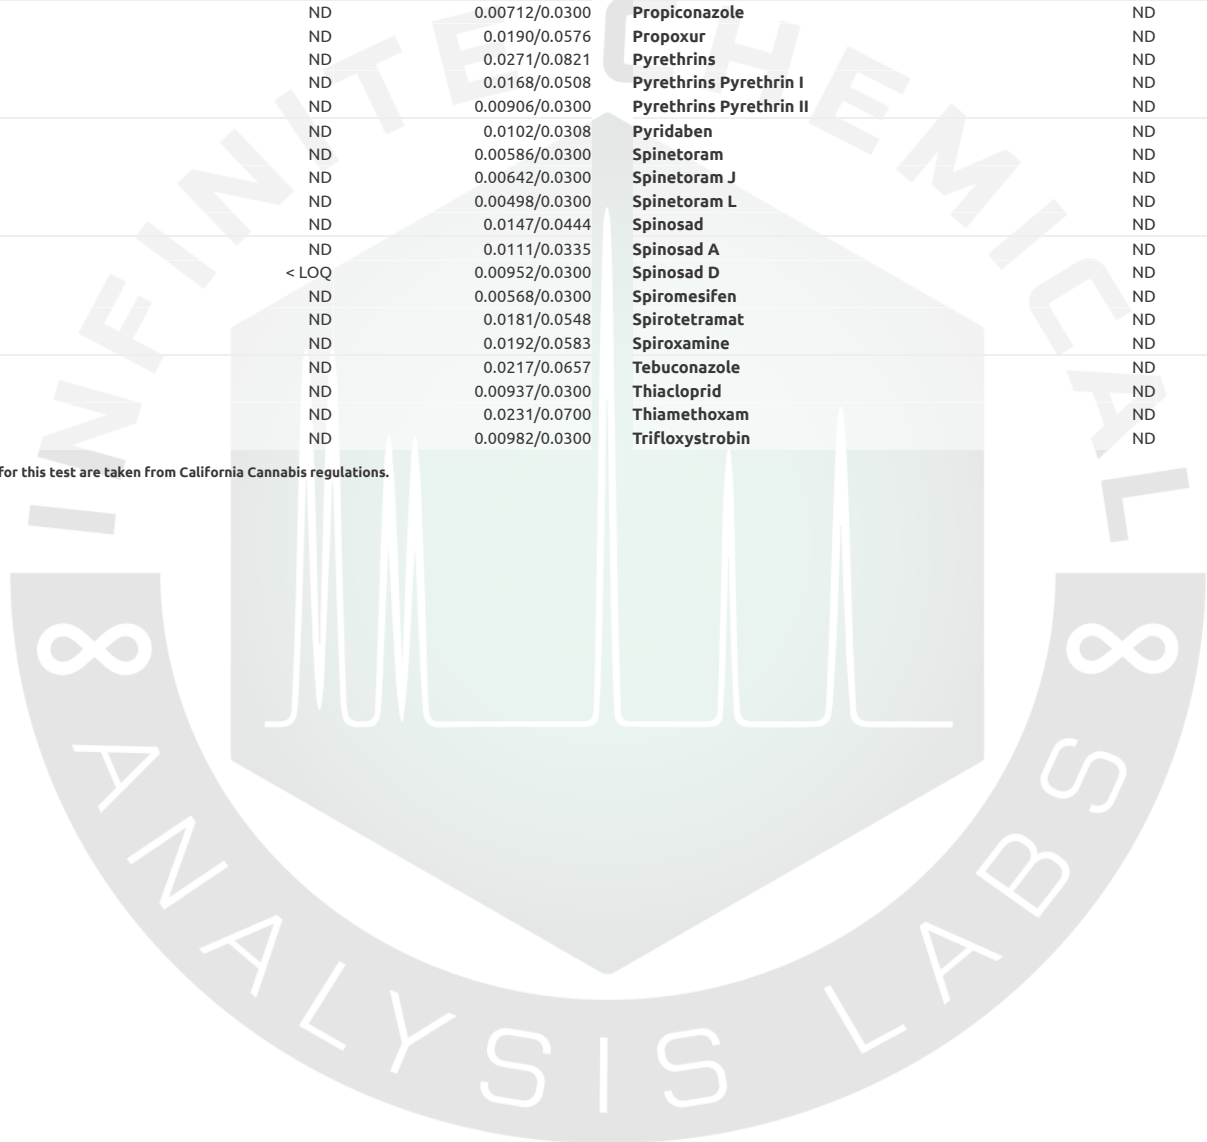 ND 0.00712/0.0300 Propiconazole ND
ND 0.0190/0.0576 Propoxur ND
ND 0.0271/0.0821 Pyrethrins ND
ND 0.0168/0.0508 Pyrethrins Pyrethrin I ND
ND 0.00906/0.0300 Pyrethrins Pyrethrin II ND
ND 0.0102/0.0308 Pyridaben ND
ND 0.00586/0.0300 Spinetoram ND
ND 0.00642/0.0300 Spinetoram J ND
ND 0.00498/0.0300 Spinetoram L ND
ND 0.0147/0.0444 Spinosad ND
ND 0.0111/0.0335 Spinosad A ND
< LOQ 0.00952/0.0300 Spinosad D ND
ND 0.00568/0.0300 Spiromesifen ND
ND 0.0181/0.0548 Spirotetramat ND
ND 0.0192/0.0583 Spiroxamine ND
ND 0.0217/0.0657 Tebuconazole ND
ND 0.00937/0.0300 Thiacloprid ND
ND 0.0231/0.0700 Thiamethoxam ND
ND 0.00982/0.0300 Trifloxystrobin ND
for this test are taken from California Cannabis regulations.
INFINITE CHEMICAL
∞ ANALYSIS LABS ∞